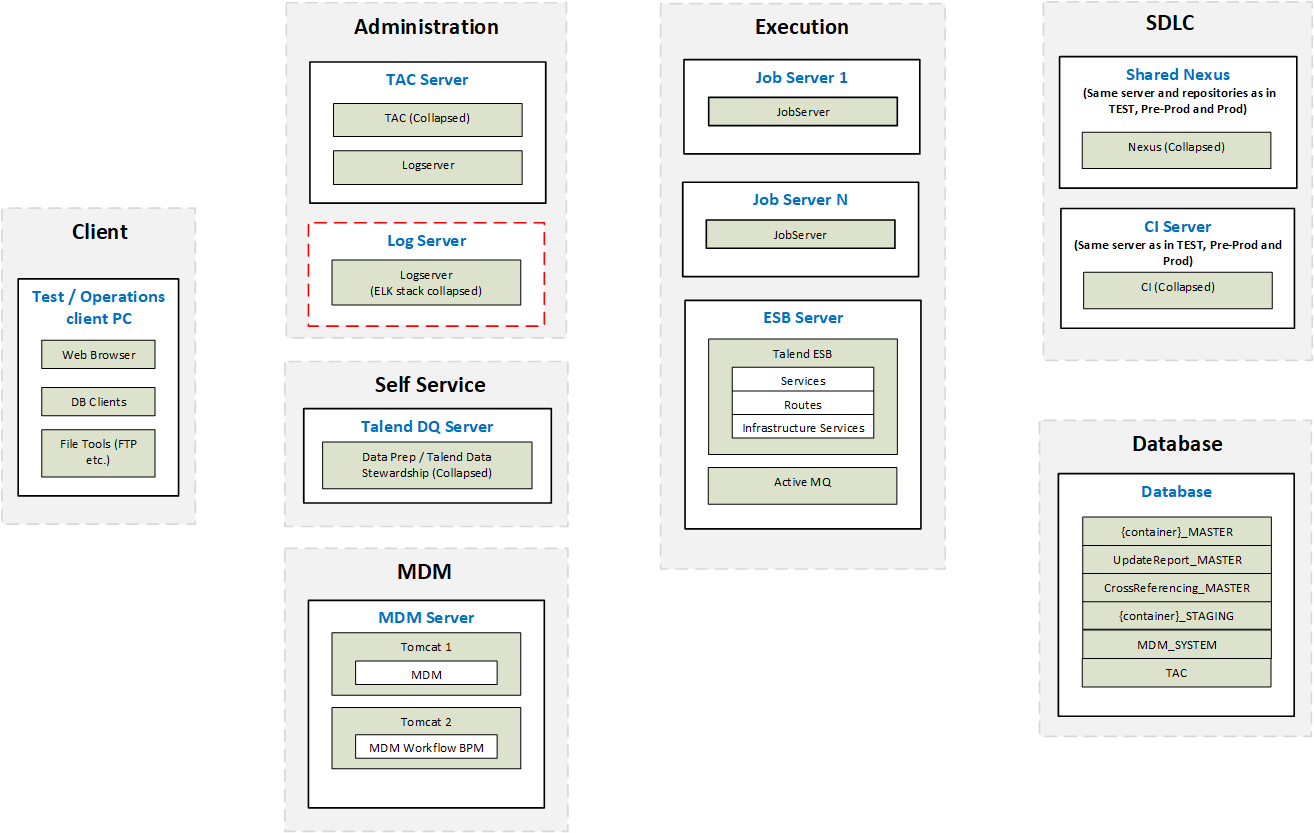 Client
Test / Operations
client PC
Web Browser
DB Clients
File Tools (FTP
etc.)
Administration
TAC Server
TAC (Collapsed)
Logserver
Log Server
Logserver
(ELK stack collapsed)
Self Service
Talend DQ Server
Data Prep / Talend Data
Stewardship (Collapsed)
MDM
MDM Server
Tomcat 1
MDM
Tomcat 2
MDM Workflow BPM
Execution
Job Server 1
JobServer
Job Server N
JobServer
ESB Server
Talend ESB
Services
Routes
Infrastructure Services
Active MQ
SDLC
Shared Nexus
(Same server and repositories as in
TEST, Pre-Prod and Prod)
Nexus (Collapsed)
CI Server
(Same server as in TEST, Pre-Prod and
Prod)
CI (Collapsed)
Database
Database
{container}_MASTER
UpdateReport_MASTER
CrossReferencing_MASTER
{container}_STAGING
MDM_SYSTEM
TAC